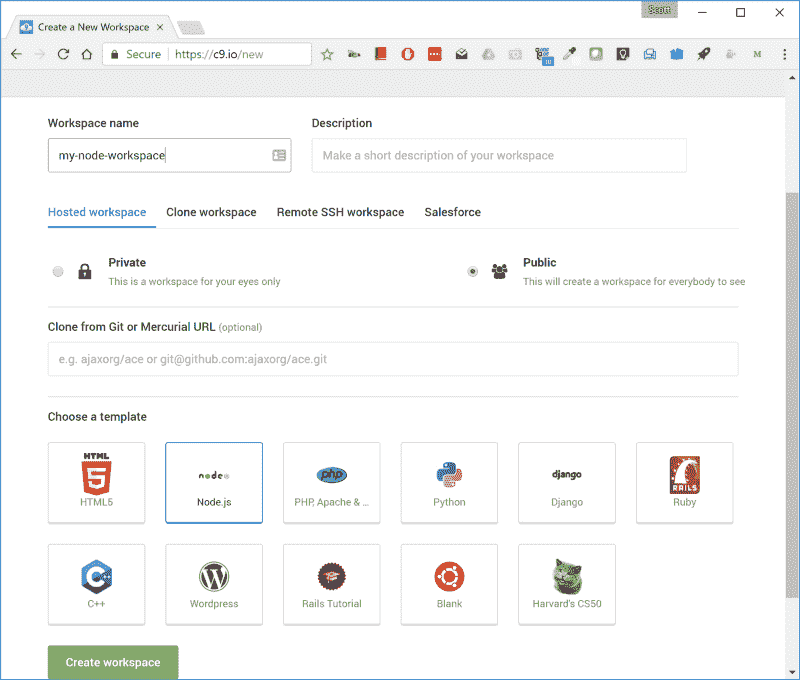 Scott
Create a New Workspace
Secure
https://c9.io/new
10
M
Workspace name
Description
my-node-workspace
Make a short description of your workspace
Hosted workspace
Clone workspace
Remote SSH workspace
Salesforce
Private
This is a workspace for your eyes only
Public
This will create a workspace for everybody to see
Clone from Git or Mercurial URL (optional)
e.g. ajaxorg/ace or git@github.com:ajaxorg/ace.git
Choose a template
HTML
5
HTML5
node
Node.js
php
PHP, Apache & ...
Python
django
Django
RAILS
Ruby
C++
W
Wordpress
Rails Tutorial
Blank
Harvard's CS50
Create workspace